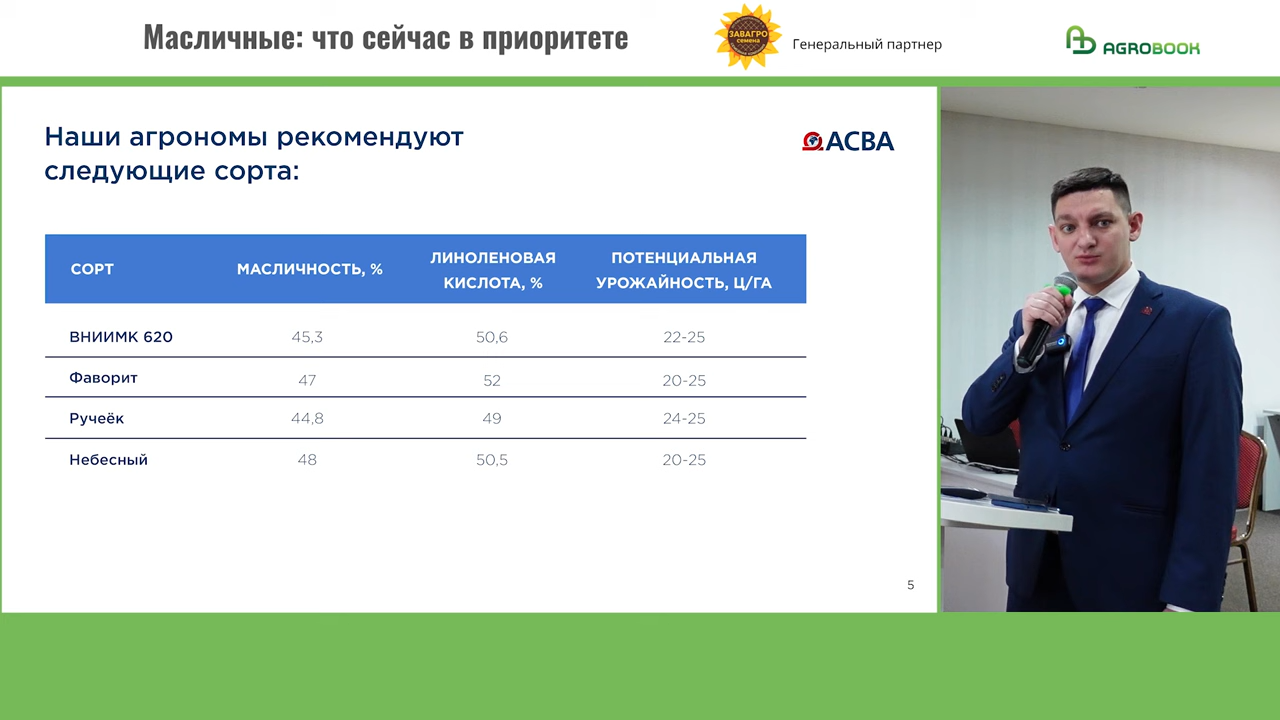 Масличные: что сейчас в приоритете
ЗАВАГРО
семена
Генеральный партнер
AGROBOOK
Наши агрономы рекомендуют
следующие сорта:
АСВА
СОРТ МАСЛИЧНОСТЬ, % ЛИНОЛЕНОВАЯ КИСЛОТА, % ПОТЕНЦИАЛЬНАЯ УРОЖАЙНОСТЬ, Ц/ГА
ВНИИМК 620 45,3 50,6 22-25
Фаворит 47 52 20-25
Ручеёк 44,8 49 24-25
Небесный 48 50,5 20-25
5